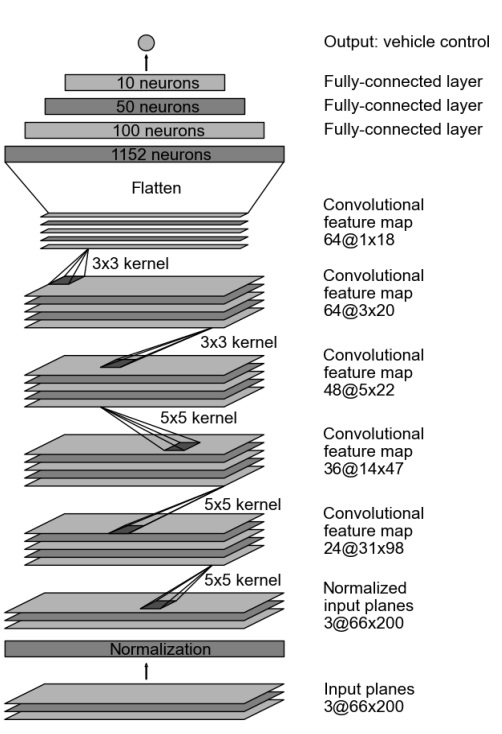 Output: vehicle control
10 neurons
Fully-connected layer
50 neurons
Fully-connected layer
100 neurons
Fully-connected layer
1152 neurons
Flatten
Convolutional
feature map
64@1x18
3x3 kernel
Convolutional
feature map
64@3x20
3x3 kernel
Convolutional
feature map
48@5x22
5x5 kernel
Convolutional
feature map
36@14x47
5x5 kernel
Convolutional
feature map
24@31x98
5x5 kernel
Normalized
input planes
3@66x200
Normalization
Input planes
3@66x200